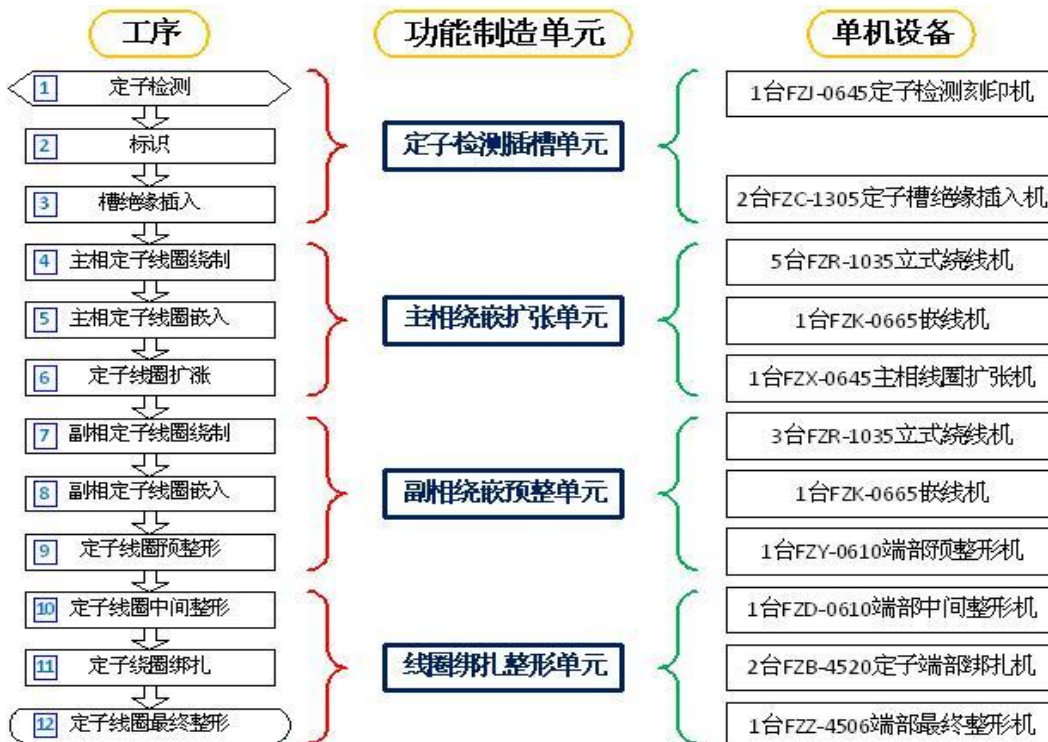 工序
功能制造单元
单机设备
1 定子检测
2 标识
3 槽绝缘插入
4 主相定子线圈绕制
5 主相定子线圈嵌入
6 定子线圈扩涨
7 副相定子线圈绕制
8 副相定子线圈嵌入
9 定子线圈预整形
10 定子线圈中间整形
11 定子绕圈绑扎
12 定子线圈最终整形
定子检测插槽单元
主相绕嵌扩张单元
副相绕嵌预整单元
线圈绑扎整形单元
1台FZJ-0645定子检测刻印机
2台FZC-1305定子槽绝缘插入机
5台FZR-1035立式绕线机
1台FZK-0665嵌线机
1台FZX-0645主相线圈扩张机
3台FZR-1035立式绕线机
1台FZK-0665嵌线机
1台FZY-0610端部预整形机
1台FZD-0610端部中间整形机
2台FZB-4520定子端部绑扎机
1台FZZ-4506端部最终整形机